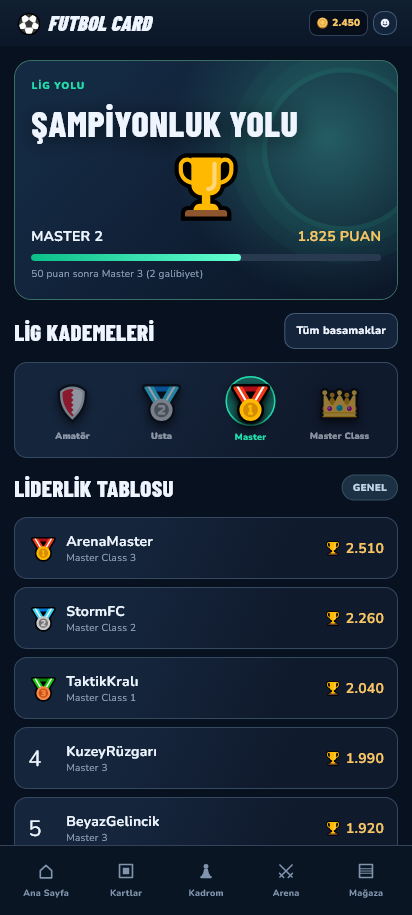 FUTBOL CARD
2.450
LİG YOLU
ŞAMPİYONLUK YOLU
MASTER 2
1.825 PUAN
50 puan sonra Master 3 (2 galibiyet)
LİG KADEMELERİ
Tüm basamaklar
Amatör
Usta
Master
Master Class
LİDERLİK TABLOSU
GENEL
ArenaMaster
Master Class 3
2.510
StormFC
Master Class 2
2.260
TaktikKralı
Master Class 1
2.040
4
KuzeyRüzgarı
Master 3
1.990
5
BeyazGelincik
Master 3
1.920
Ana Sayfa
Kartlar
Kadrom
Arena
Mağaza